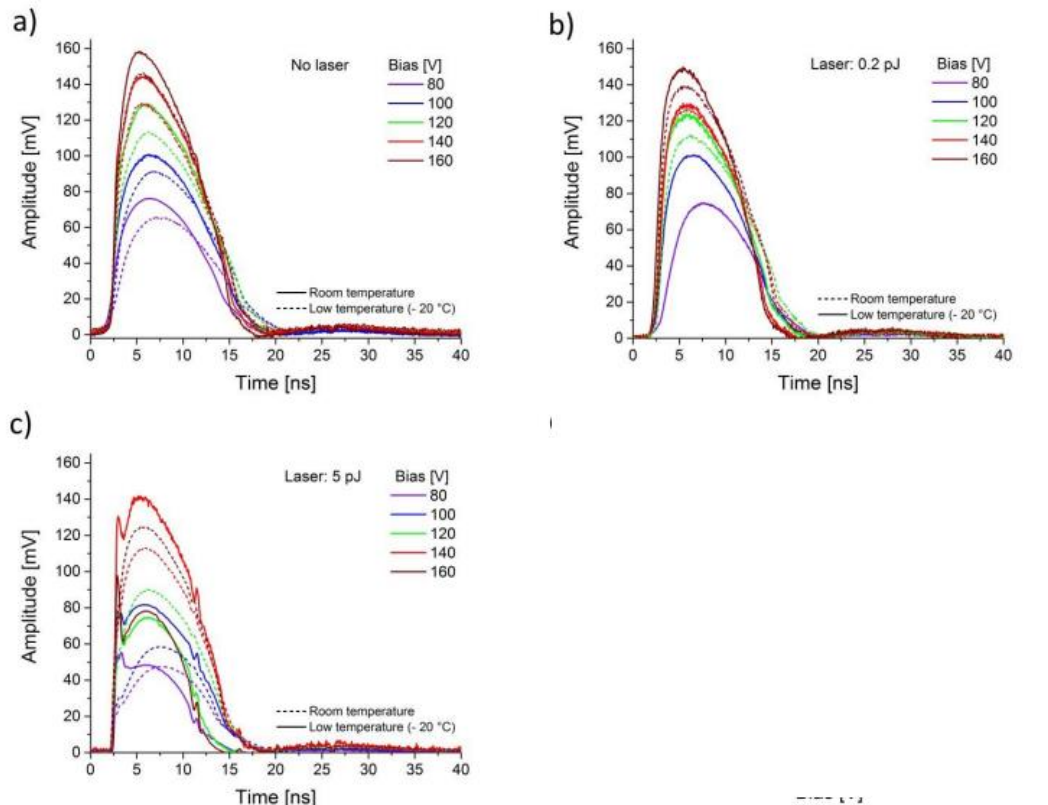 a)
No laser
Bias [V]
80
100
120
140
160
Amplitude [mV]
160
140
120
100
80
60
40
20
0
Room temperature
Low temperature (- 20 °C)
0 5 10 15 20 25 30 35 40
Time [ns]
b)
Laser: 0.2 pJ
Bias [V]
80
100
120
140
160
Amplitude [mV]
160
140
120
100
80
60
40
20
0
Room temperature
Low temperature (- 20 °C)
0 5 10 15 20 25 30 35 40
Time [ns]
c)
Laser: 5 pJ
Bias [V]
80
100
120
140
160
Amplitude [mV]
160
140
120
100
80
60
40
20
0
Room temperature
Low temperature (- 20 °C)
0 5 10 15 20 25 30 35 40
Time [ns]